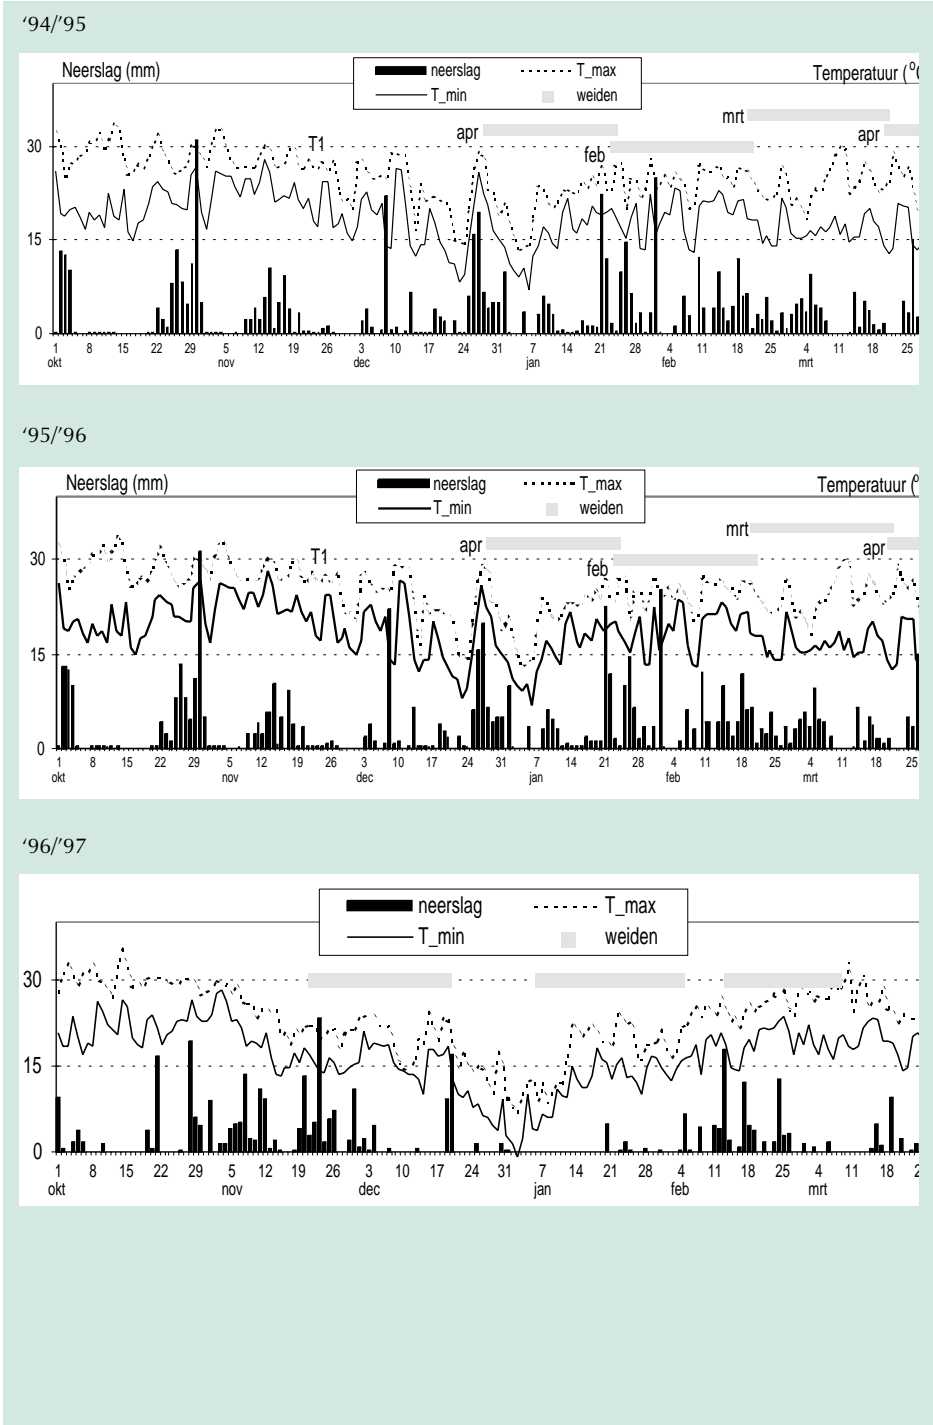 ‘94/’95
Neerslag (mm)
neerslag
T_max
Temperatuur (°C
T_min
weiden
mrt
apr
apr
T1
feb
30
15
0
1 8 15 22 29 5 12 19 26 3 10 17 24 31 7 14 21 28 4 11 18 25 4 11 18 25
okt nov dec jan feb mrt
‘95/’96
Neerslag (mm)
neerslag
T_max
Temperatuur (°
T_min
weiden
mrt
apr
apr
T1
feb
30
15
0
1 8 15 22 29 5 12 19 26 3 10 17 24 31 7 14 21 28 4 11 18 25 4 11 18 25
okt nov dec jan feb mrt
‘96/’97
neerslag
T_max
T_min
weiden
30
15
0
1 8 15 22 29 5 12 19 26 3 10 17 24 31 7 14 21 28 4 11 18 25 4 11 18 2
okt nov dec jan feb mrt